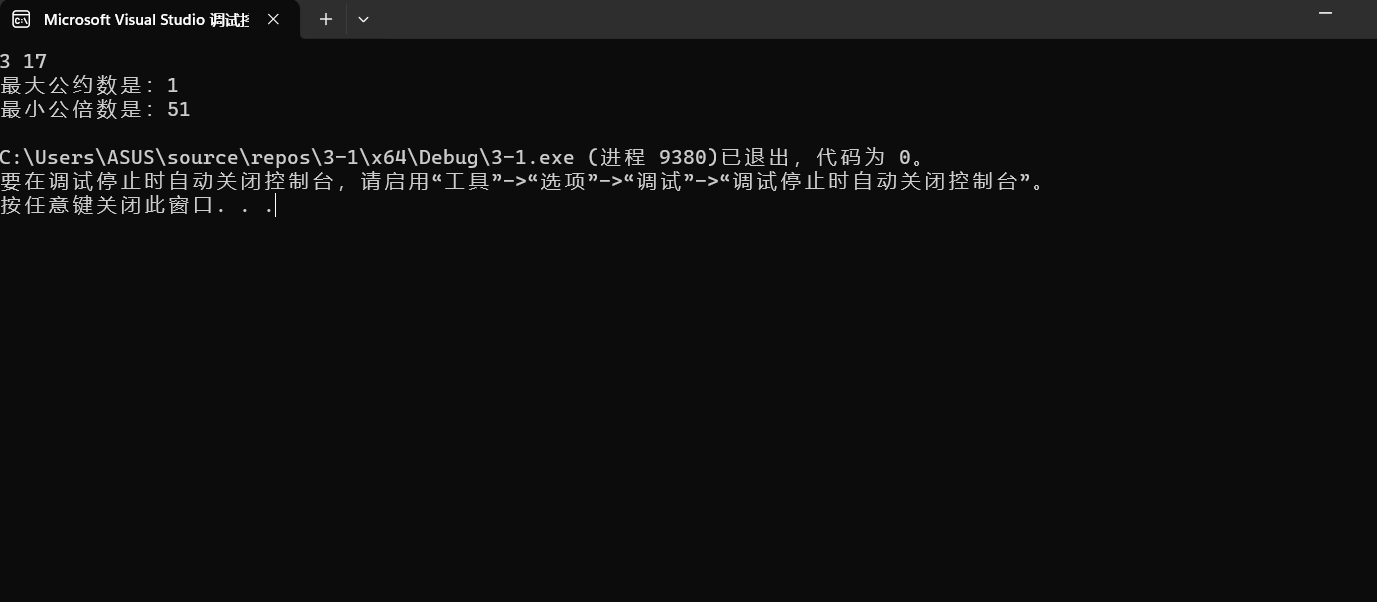 Microsoft Visual Studio 调试
3 17
最大公约数是：1
最小公倍数是：51
C:\Users\ASUS\source\repos\3-1\x64\Debug\3-1.exe (进程 9380)已退出，代码为 0。
要在调试停止时自动关闭控制台，请启用“工具”->“选项”->“调试”->“调试停止时自动关闭控制台”。
按任意键关闭此窗口. . .